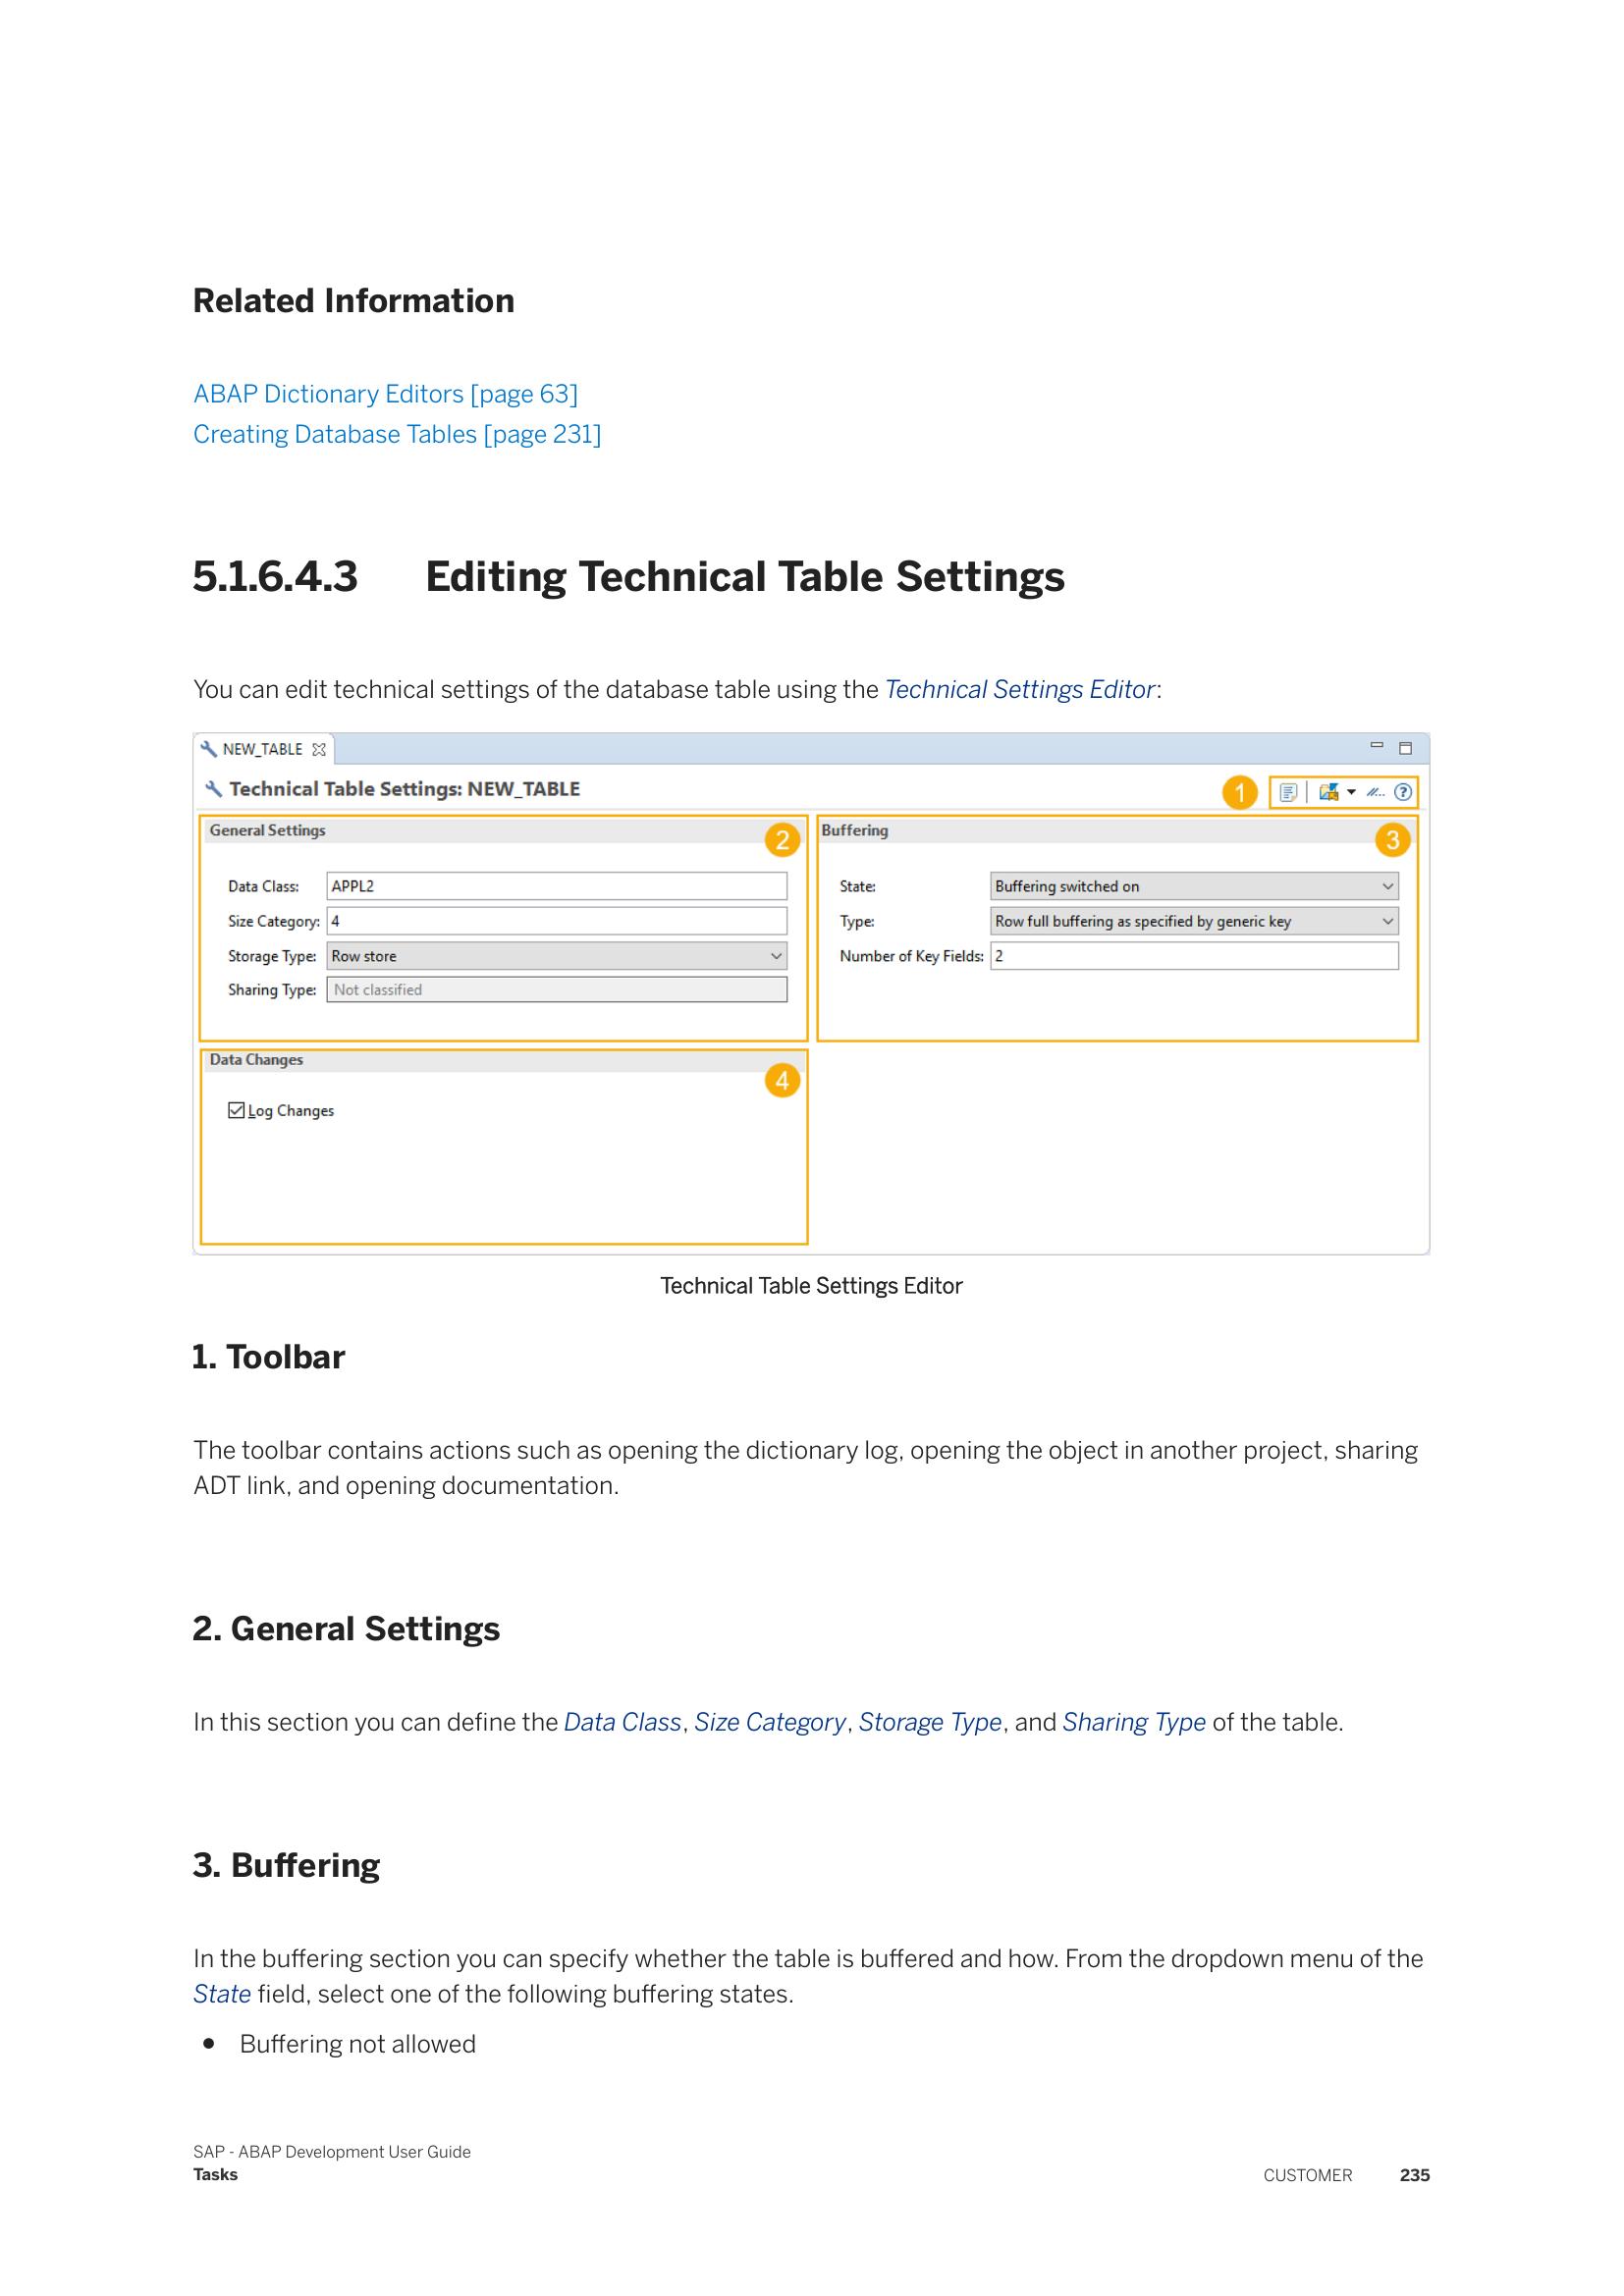 Related Information
ABAP Dictionary Editors [page 63]
Creating Database Tables [page 231]
5.1.6.4.3 Editing Technical Table Settings
You can edit technical settings of the database table using the Technical Settings Editor:
NEW_TABLE
Technical Table Settings: NEW_TABLE
1
General Settings
2
Data Class: APPL2
Size Category: 4
Storage Type: Row store
Sharing Type: Not classified
Buffering
3
State: Buffering switched on
Type: Row full buffering as specified by generic key
Number of Key Fields: 2
Data Changes
4
Log Changes
Technical Table Settings Editor
1. Toolbar
The toolbar contains actions such as opening the dictionary log, opening the object in another project, sharing
ADT link, and opening documentation.
2. General Settings
In this section you can define the Data Class, Size Category, Storage Type, and Sharing Type of the table.
3. Buffering
In the buffering section you can specify whether the table is buffered and how. From the dropdown menu of the
State field, select one of the following buffering states.
● Buffering not allowed
SAP - ABAP Development User Guide
Tasks
CUSTOMER 235